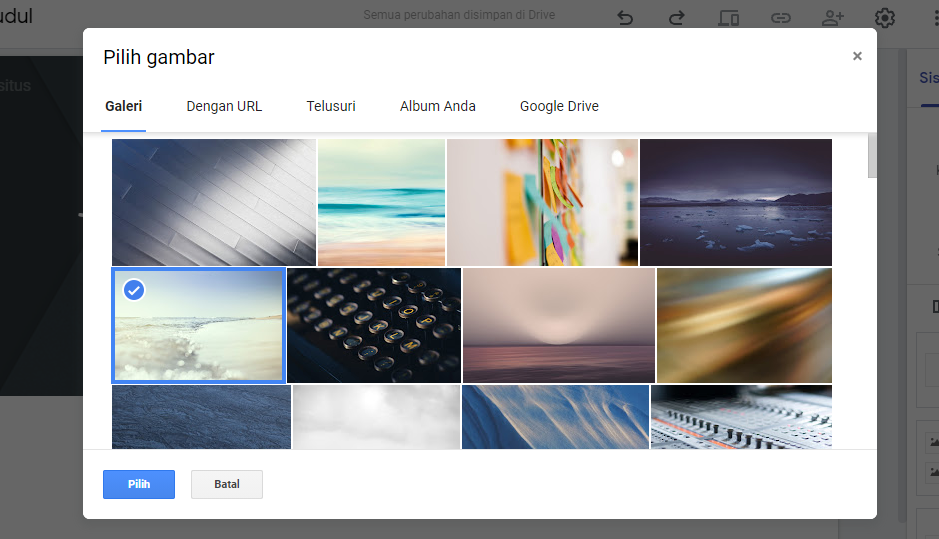 udul
Semua perubahan disimpan di Drive
situs
Sis
Pilih gambar
×
Galeri
Dengan URL
Telusuri
Album Anda
Google Drive
Pilih
Batal